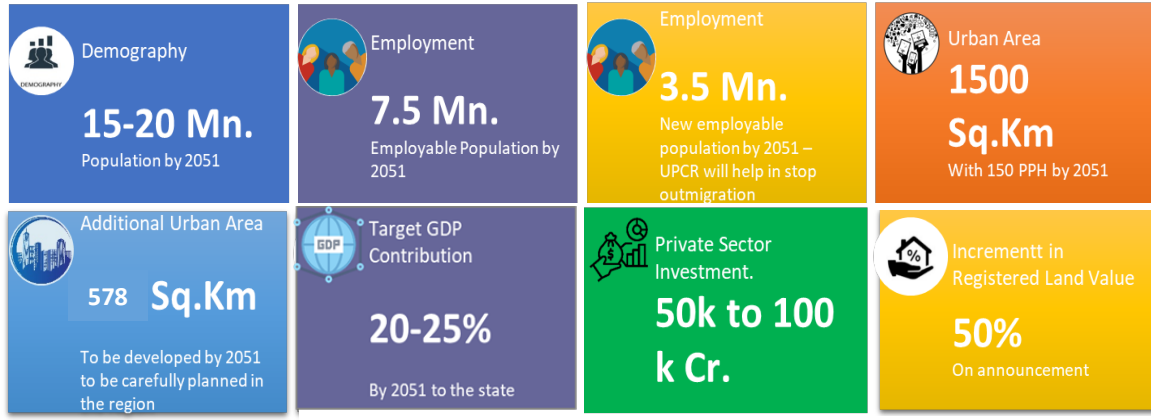 Demography
DEMOGRAPHY
15-20 Mn.
Population by 2051
Employment
7.5 Mn.
Employable Population by
2051
Employment
3.5 Mn.
New employable
population by 2051 –
UPCR will help in stop
outmigration
Urban Area
1500
Sq.Km
With 150 PPH by 2051
Additional Urban Area
578 Sq.Km
To be developed by 2051
to be carefully planned in
the region
GDP
Target GDP
Contribution
20-25%
By 2051 to the state
$
Private Sector
Investment.
50k to 100
k Cr.
%
Incrementt in
Registered Land Value
50%
On announcement